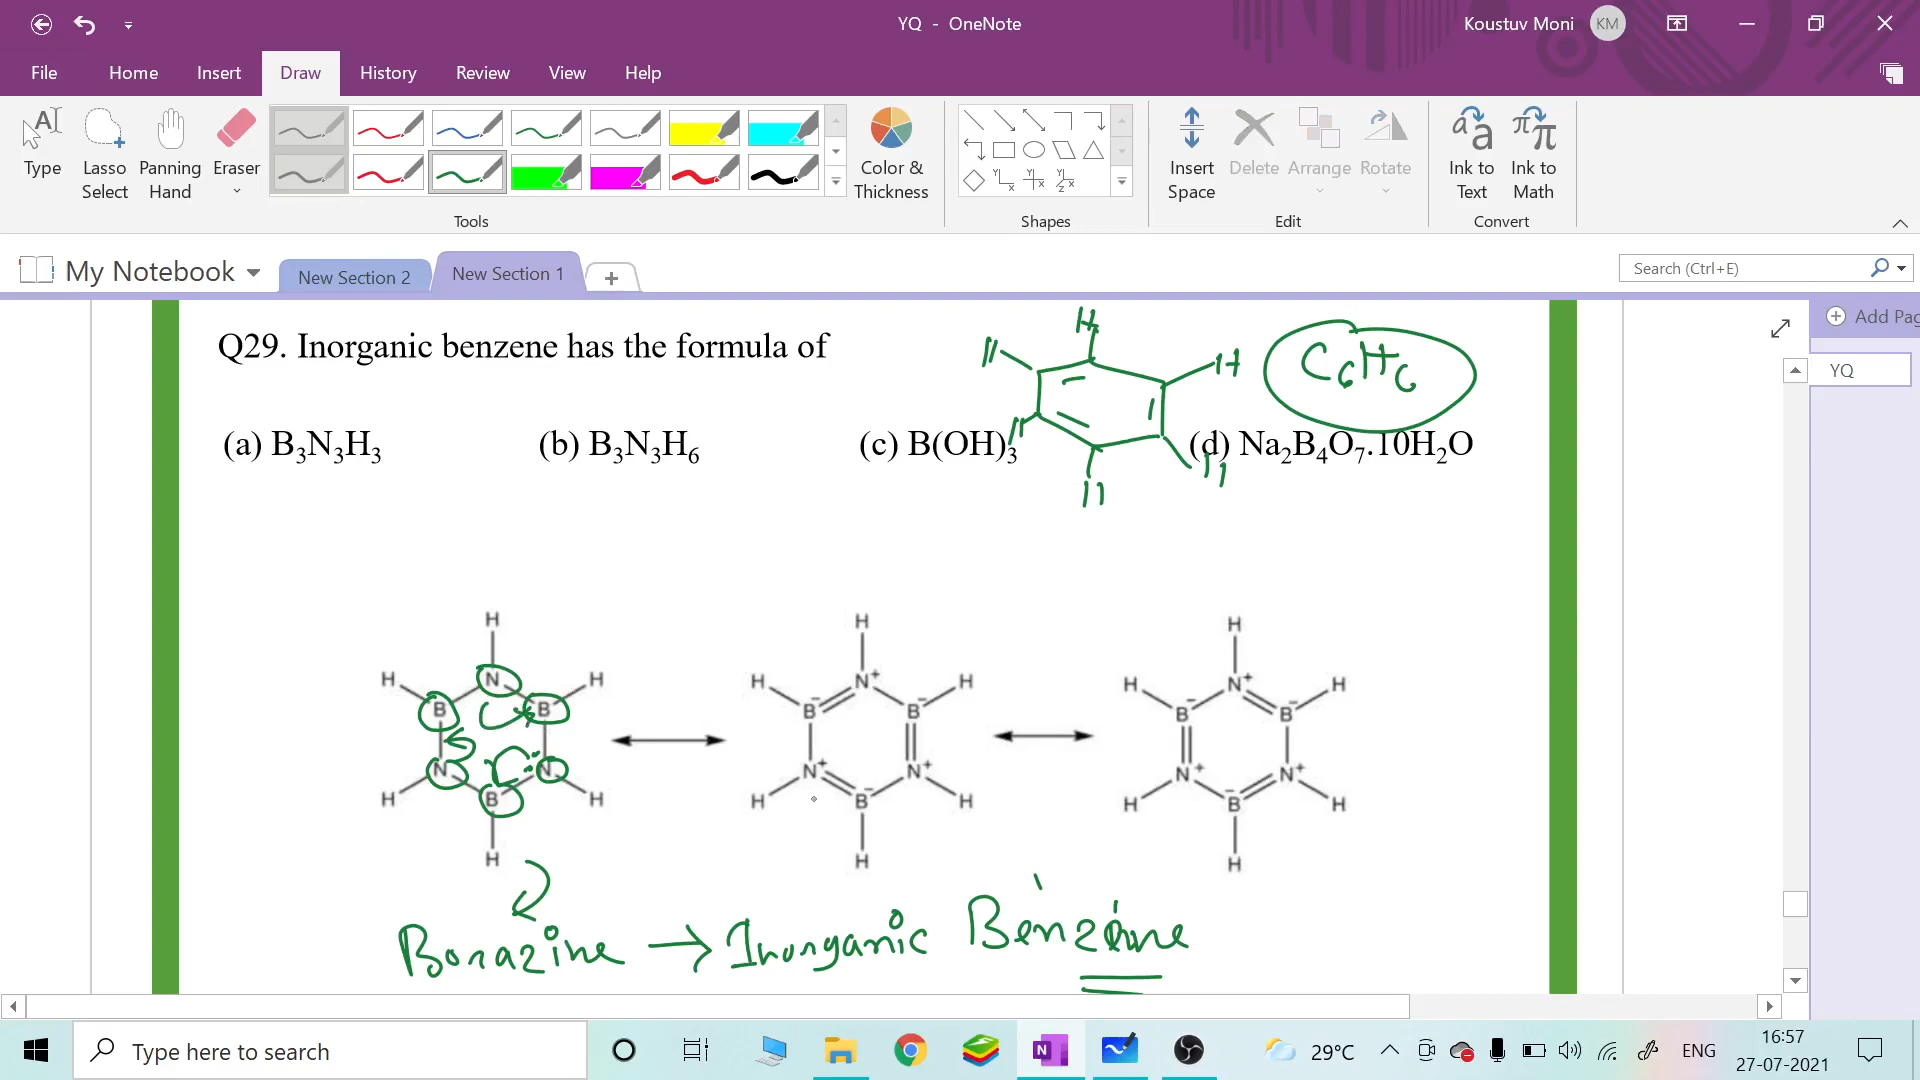 YQ - OneNote
Koustuv Moni KM
File Home Insert Draw History Review View Help
Type
Lasso Select
Panning Hand
Eraser
Color & Thickness
Insert Space
Delete
Arrange
Rotate
Ink to Text
Ink to Math
Tools Shapes Edit Convert
My Notebook New Section 2 New Section 1 +
Search (Ctrl+E)
Add Pag
YQ
Q29. Inorganic benzene has the formula of
H
H
C₆H₆
(a) B₃N₃H₃ (b) B₃N₃H₆ (c) B(OH)₃ (d) Na₂B₄O₇.10H₂O
H H H
H N H H N⁺ H H N⁺ H
B B B⁻ B⁻ B⁻ B⁻
N N N⁺ N⁺ N⁺ N⁺
H B H H B⁻ H H B⁻ H
H H H
Borazine → Inorganic Benzene
Type here to search
29°C
ENG
16:57
27-07-2021